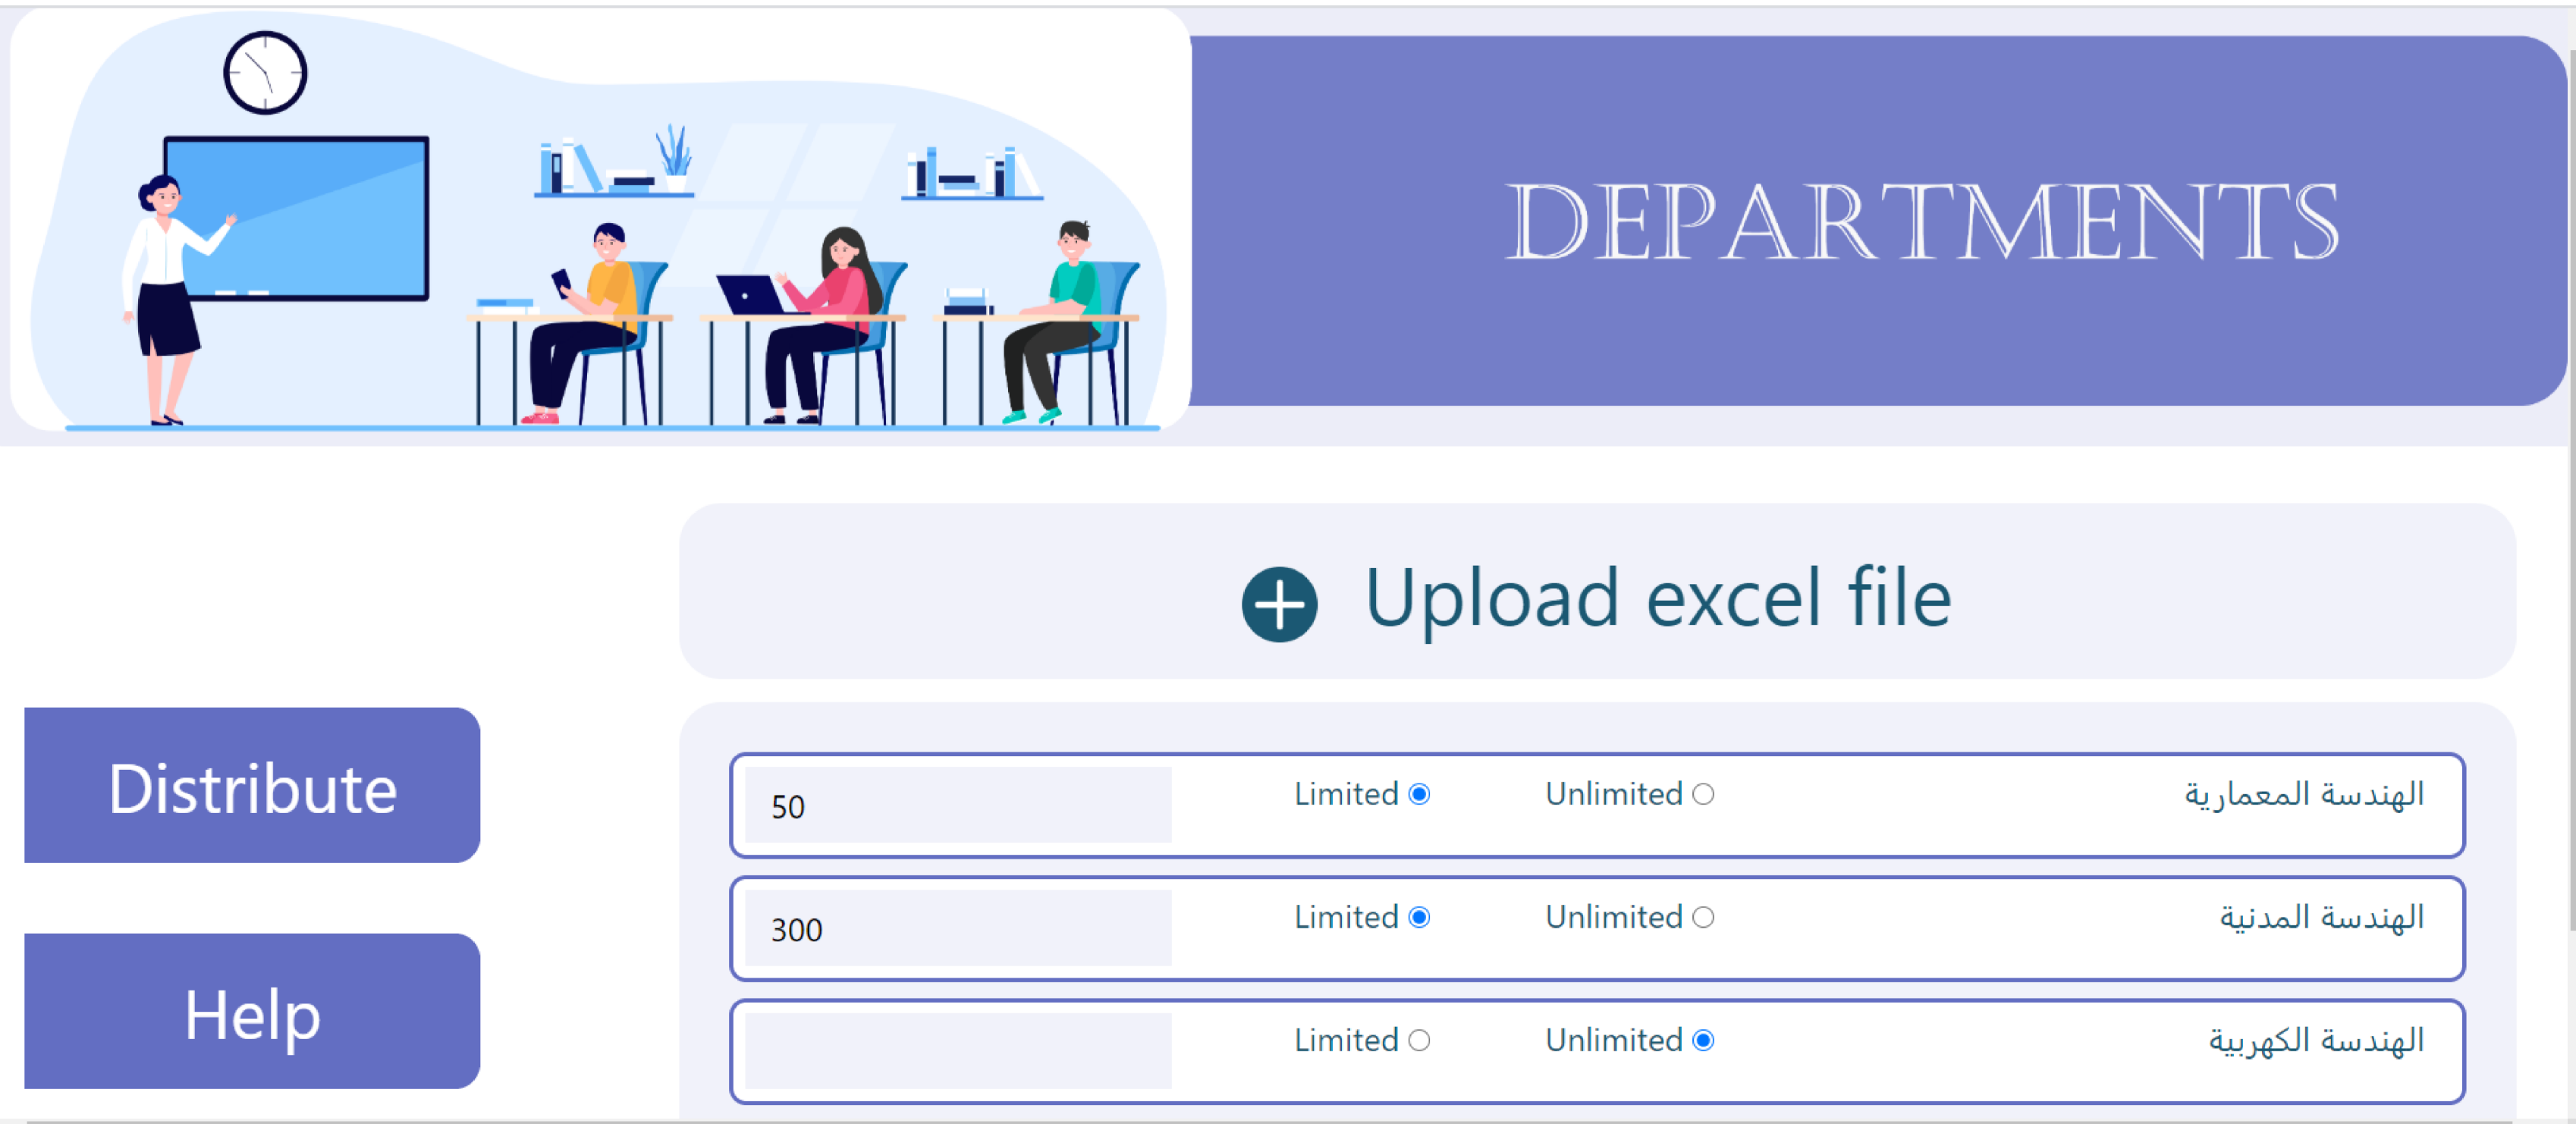 DEPARTMENTS
Upload excel file
Distribute
Help
50 Limited Unlimited الهندسة المعمارية
300 Limited Unlimited الهندسة المدنية
Limited Unlimited الهندسة الكهربية